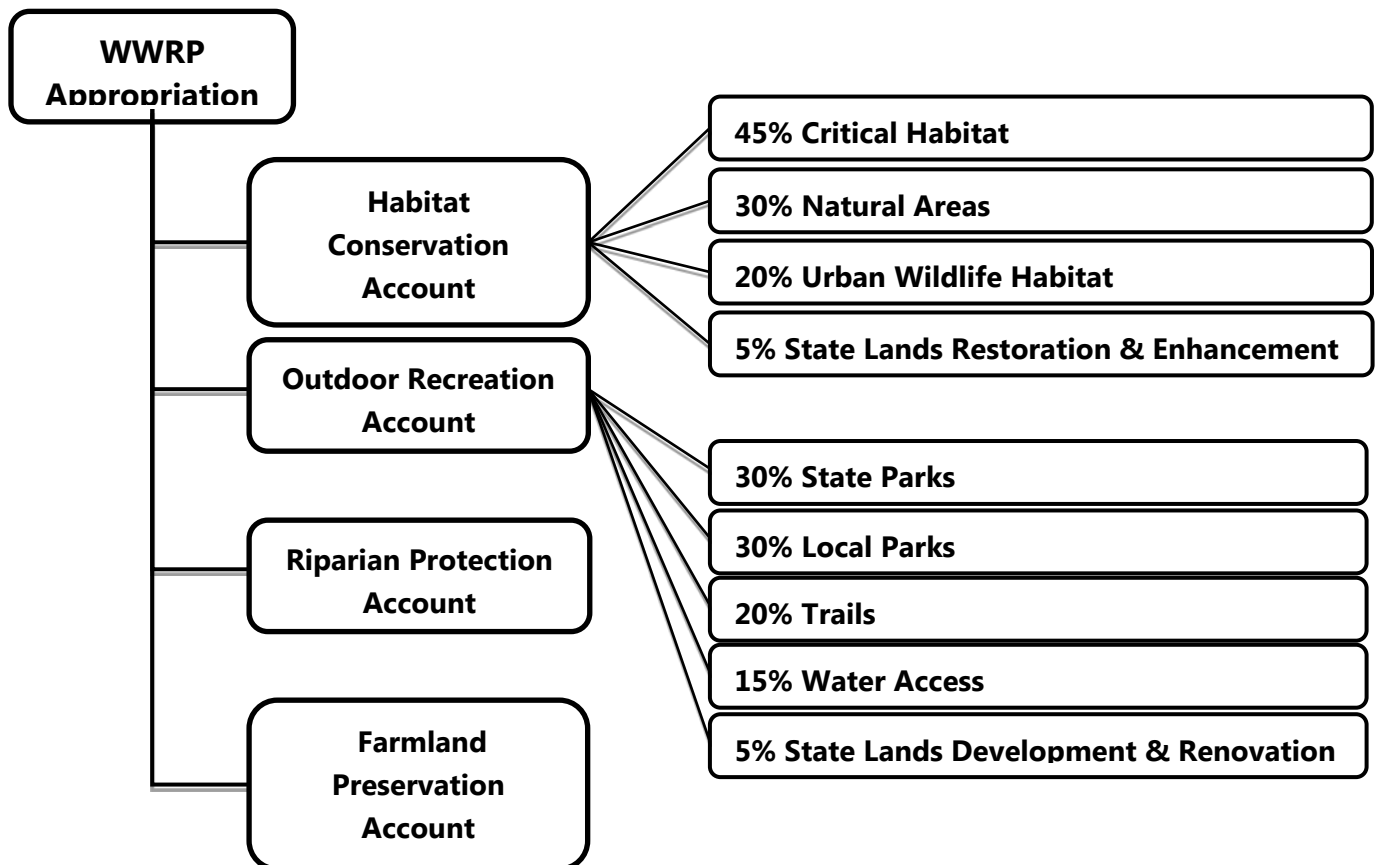 WWRP
Appropriation
Habitat
Conservation
Account
45% Critical Habitat
30% Natural Areas
20% Urban Wildlife Habitat
5% State Lands Restoration & Enhancement
Outdoor Recreation
Account
30% State Parks
30% Local Parks
20% Trails
15% Water Access
5% State Lands Development & Renovation
Riparian Protection
Account
Farmland
Preservation
Account